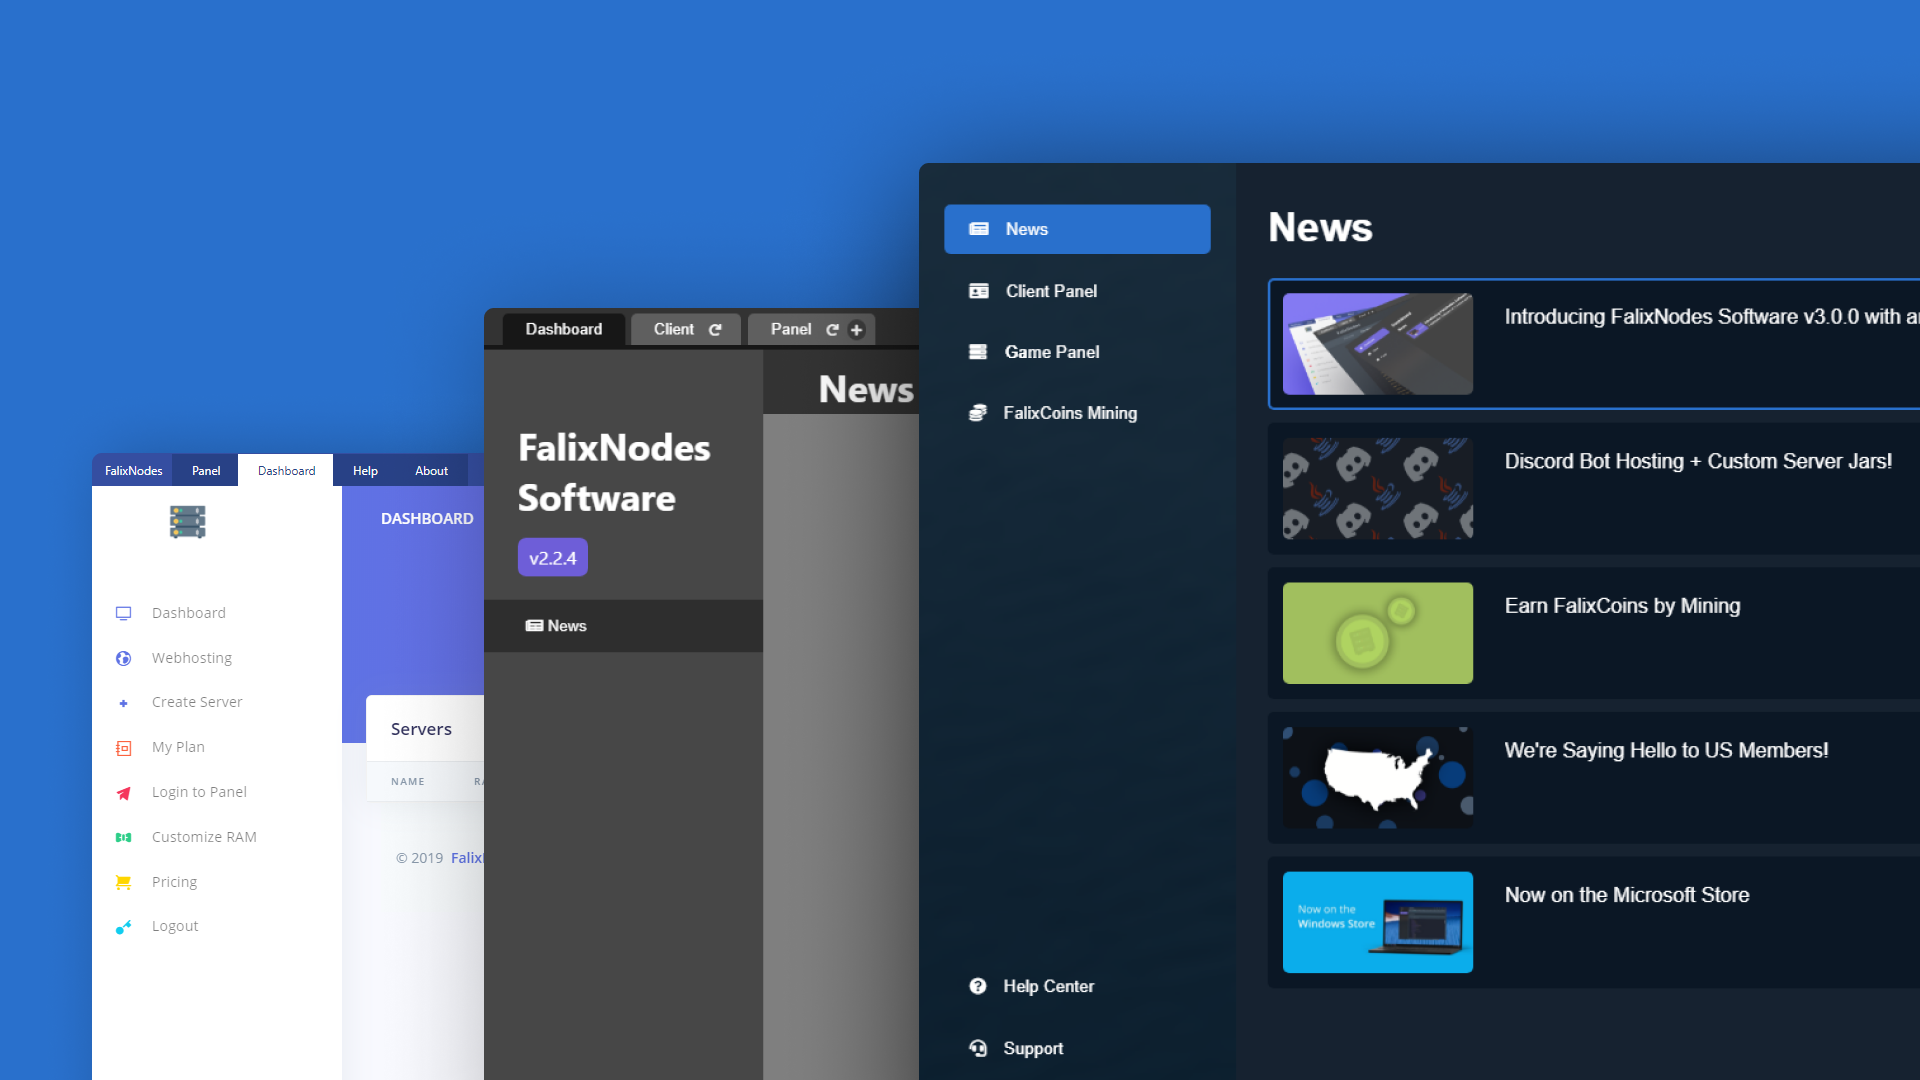 FalixNodes
Panel
Dashboard
Help
About
DASHBOARD
Dashboard
Webhosting
Create Server
My Plan
Login to Panel
Customize RAM
Pricing
Logout
Servers
NAME
© 2019 Falix
Dashboard
Client
Panel
FalixNodes
Software
v2.2.4
News
News
News
Client Panel
Game Panel
FalixCoins Mining
Help Center
Support
News
Introducing FalixNodes Software v3.0.0 with
Discord Bot Hosting + Custom Server Jars!
Earn FalixCoins by Mining
We're Saying Hello to US Members!
Now on the
Windows Store
Now on the Microsoft Store